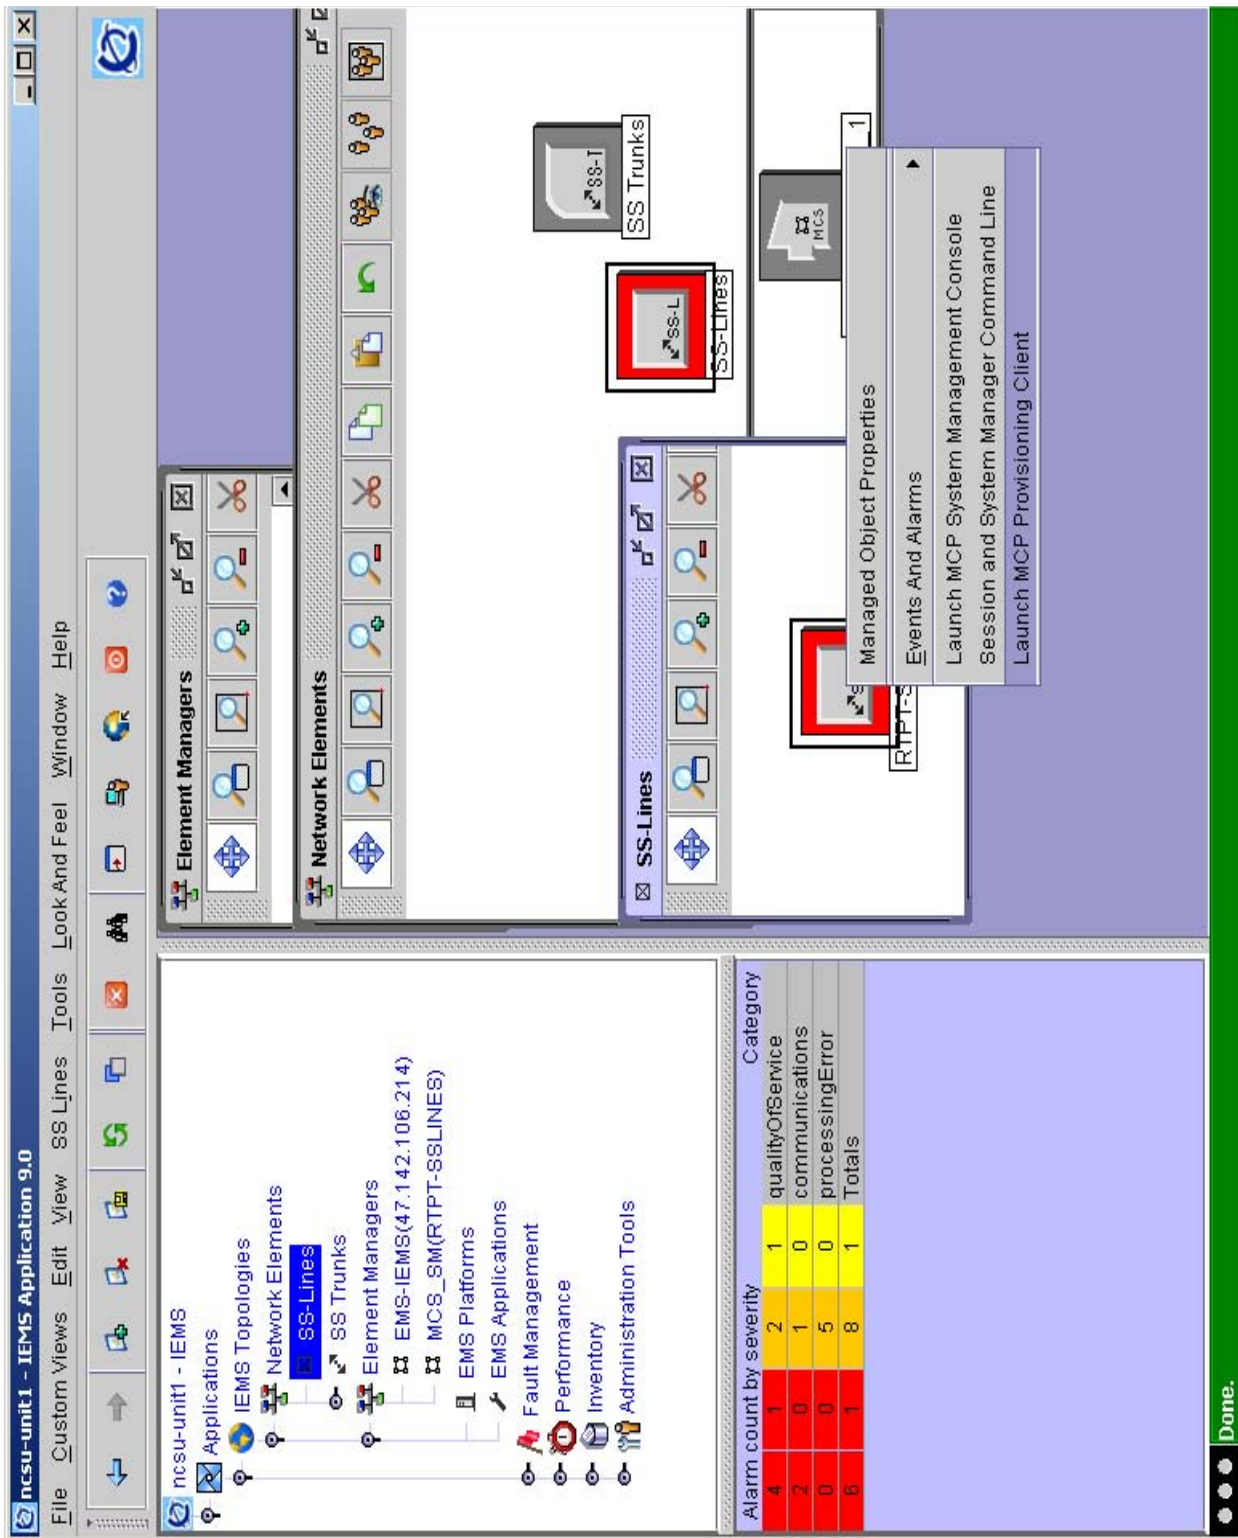 ncsu-unit1 - IEMS Application 9.0
File Custom Views Edit View SS Lines Tools Look And Feel Window Help
ncsu-unit1 - IEMS
Applications
IEMS Topologies
Network Elements
SS-Lines
SS Trunks
Element Managers
EMS-IEMS(47.142.106.214)
MCS_SM(RTPT-SSLINES)
EMS Platforms
EMS Applications
Fault Management
Performance
Inventory
Administration Tools
Alarm count by severity Category
4 1 2 1 qualityOfService
2 0 1 0 communications
0 0 5 0 processingError
6 1 8 1 Totals
Element Managers
Network Elements
SS-T
SS Trunks
SS-L
SS-Lines
MCS
1
SS-Lines
RTPT-S
Managed Object Properties
Events And Alarms
Launch MCP System Management Console
Session and System Manager Command Line
Launch MCP Provisioning Client
Done.